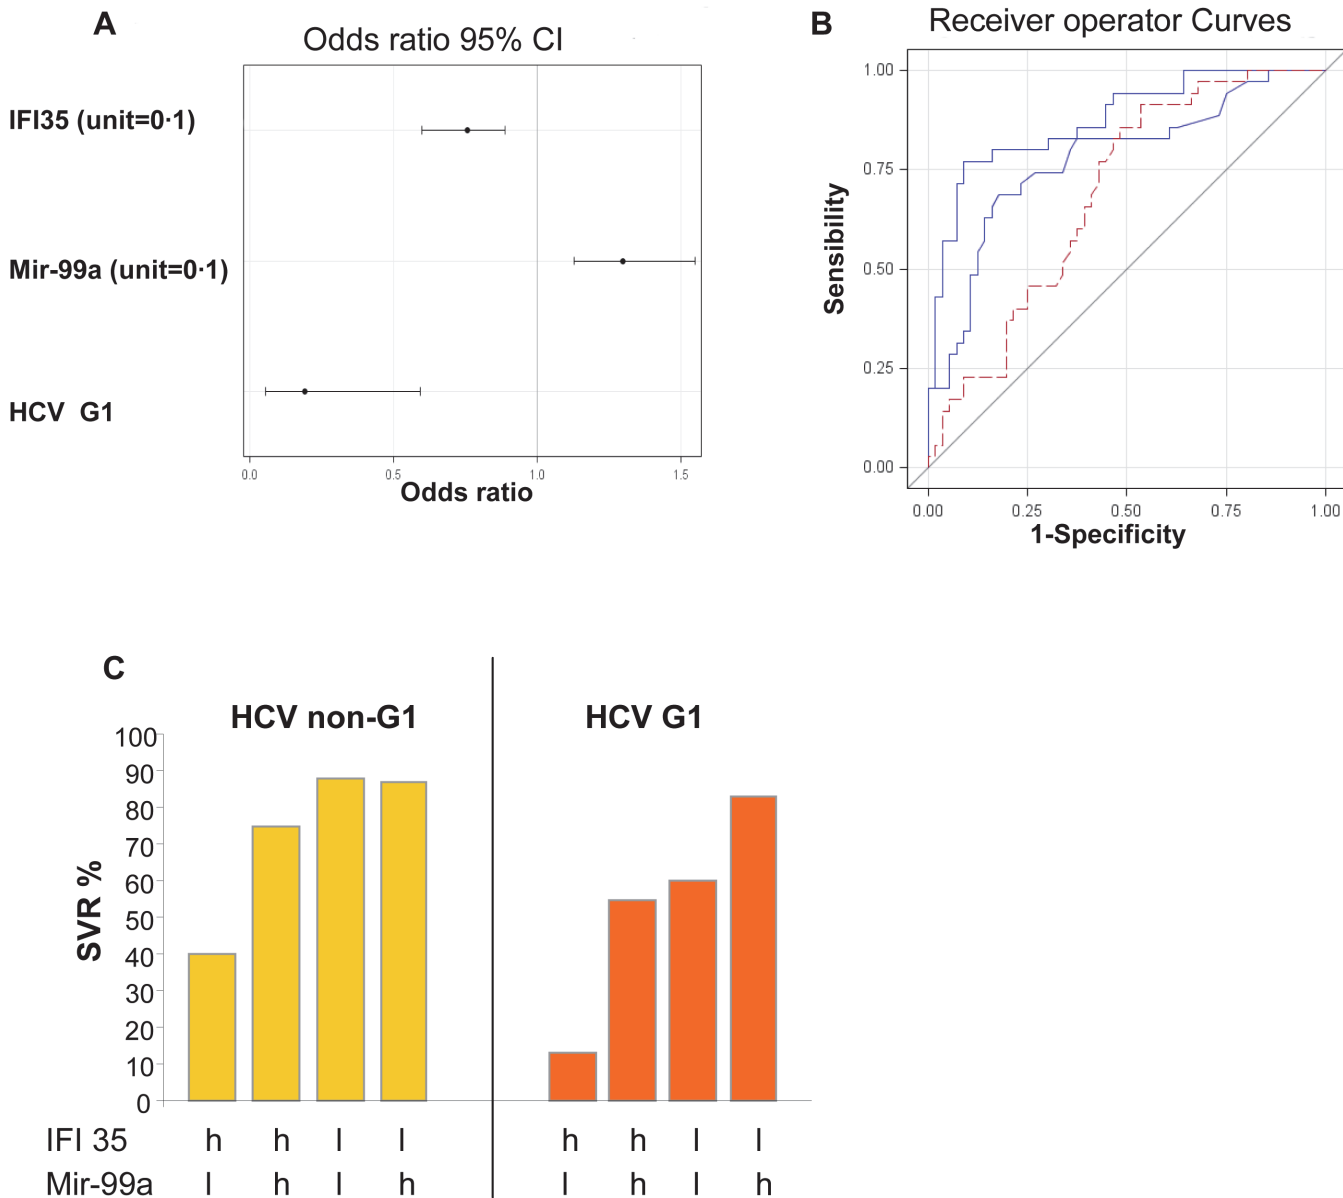 A
Odds ratio 95% CI
IFI35 (unit=0·1)
Mir-99a (unit=0·1)
HCV G1
0.0 0.5 1.0 1.5
Odds ratio
B
Receiver operator Curves
1.00
0.75
0.50
0.25
0.00
Sensibility
0.00 0.25 0.50 0.75 1.00
1-Specificity
C
HCV non-G1 HCV G1
100
90
80
70
60
50
40
30
20
10
0
SVR %
IFI 35 h h l l h h l l
Mir-99a l h l h l h l h